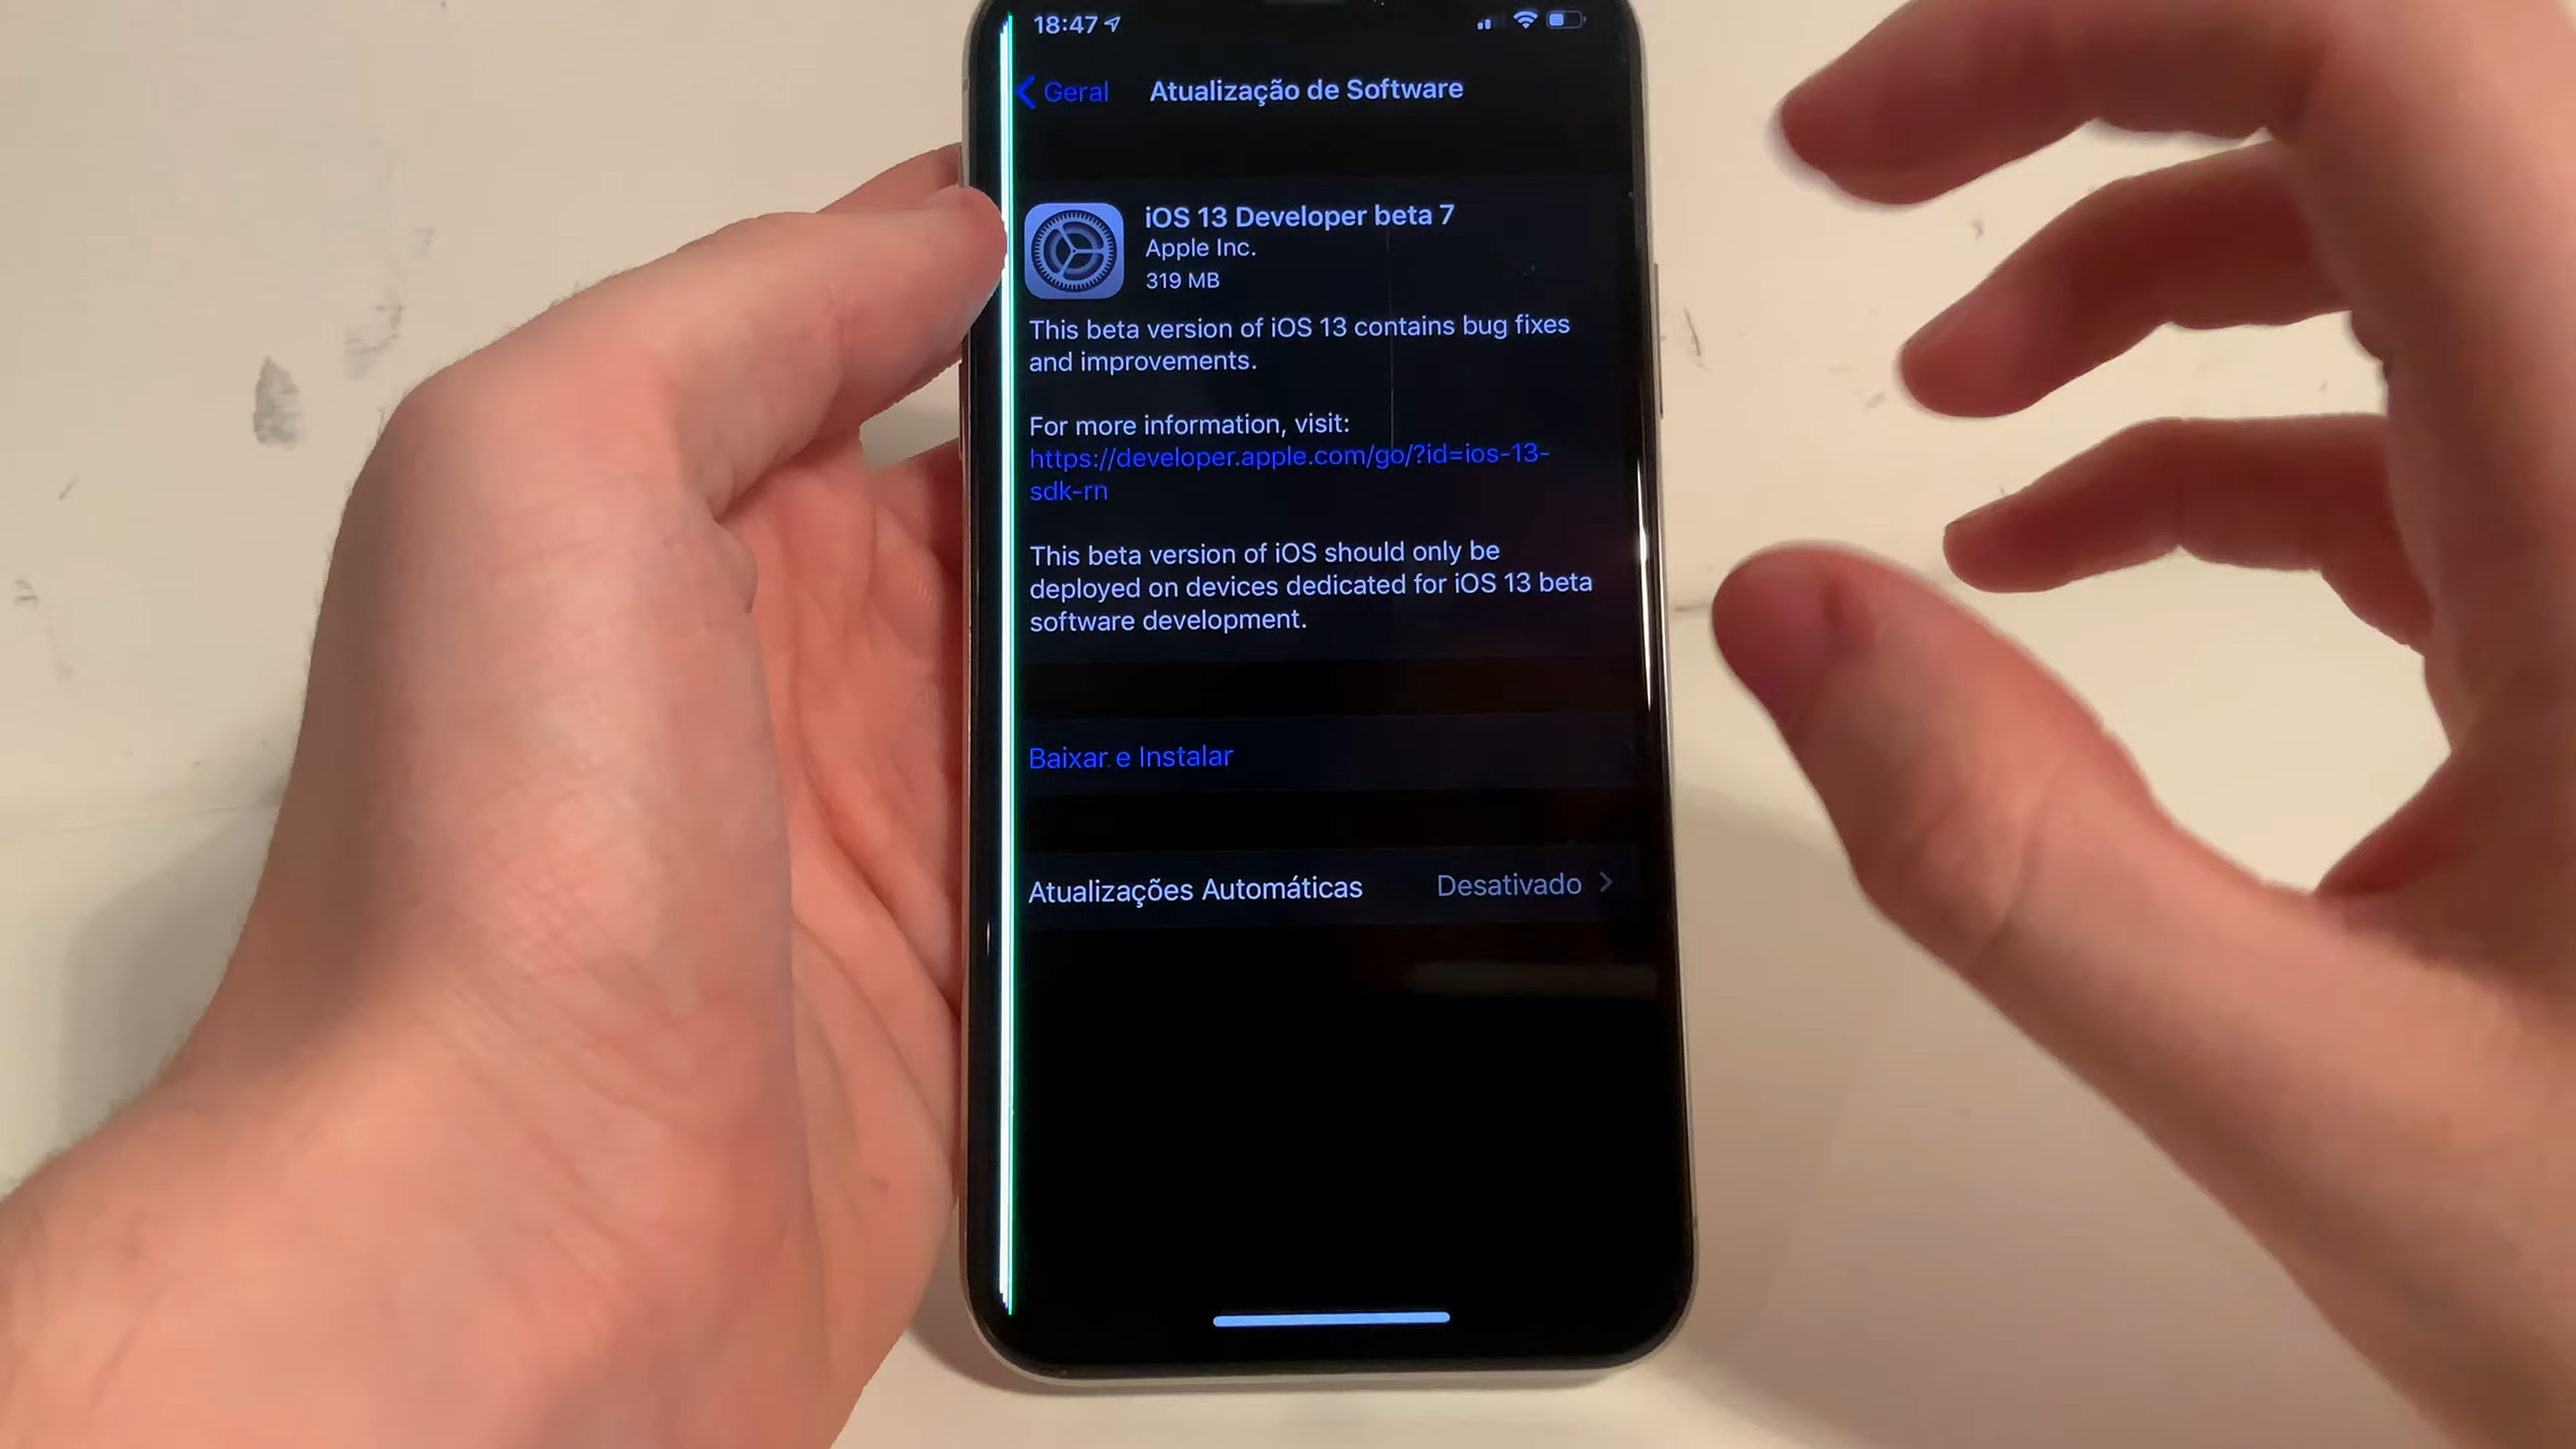 18:47
Geral Atualização de Software
iOS 13 Developer beta 7
Apple Inc.
319 MB
This beta version of iOS 13 contains bug fixes
and improvements.
For more information, visit:
https://developer.apple.com/go/?id=ios-13-
sdk-rn
This beta version of iOS should only be
deployed on devices dedicated for iOS 13 beta
software development.
Baixar e Instalar
Atualizações Automáticas Desativado